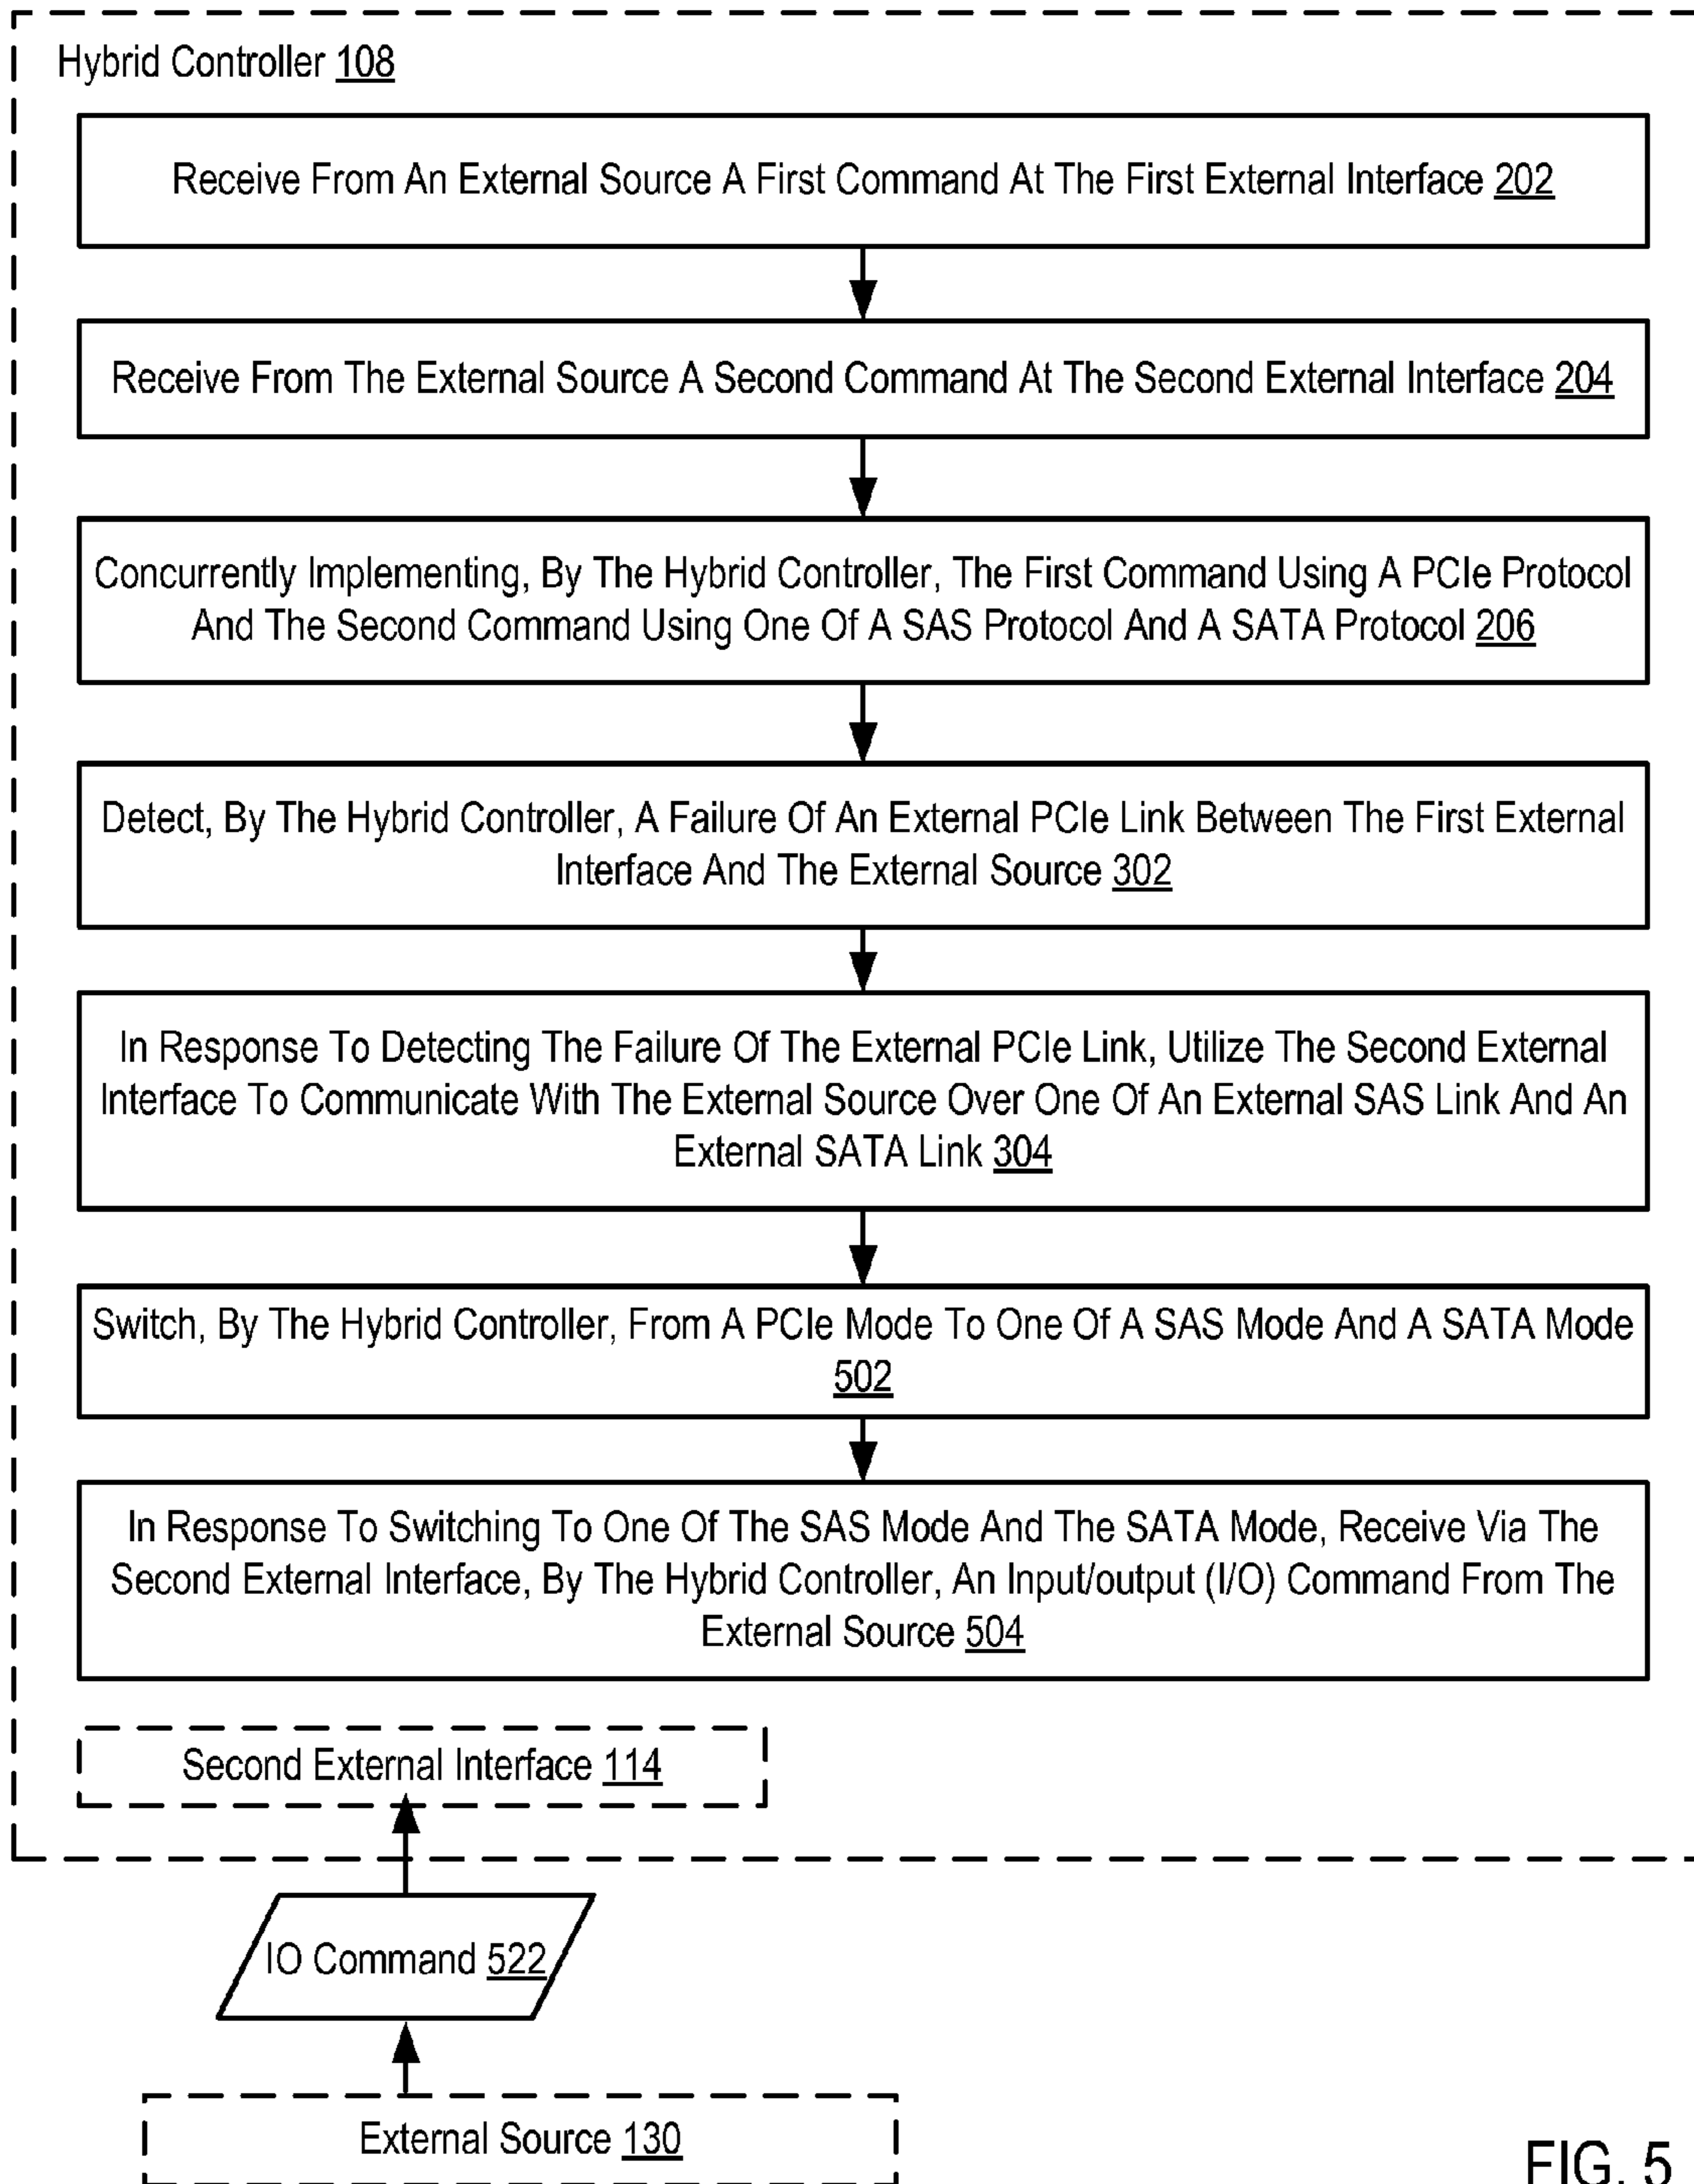 Hybrid Controller 108
Receive From An External Source A First Command At The First External Interface 202
Receive From The External Source A Second Command At The Second External Interface 204
Concurrently Implementing, By The Hybrid Controller, The First Command Using A PCIe Protocol
And The Second Command Using One Of A SAS Protocol And A SATA Protocol 206
Detect, By The Hybrid Controller, A Failure Of An External PCIe Link Between The First External
Interface And The External Source 302
In Response To Detecting The Failure Of The External PCIe Link, Utilize The Second External
Interface To Communicate With The External Source Over One Of An External SAS Link And An
External SATA Link 304
Switch, By The Hybrid Controller, From A PCIe Mode To One Of A SAS Mode And A SATA Mode
502
In Response To Switching To One Of The SAS Mode And The SATA Mode, Receive Via The
Second External Interface, By The Hybrid Controller, An Input/output (I/O) Command From The
External Source 504
Second External Interface 114
IO Command 522
External Source 130
FIG. 5